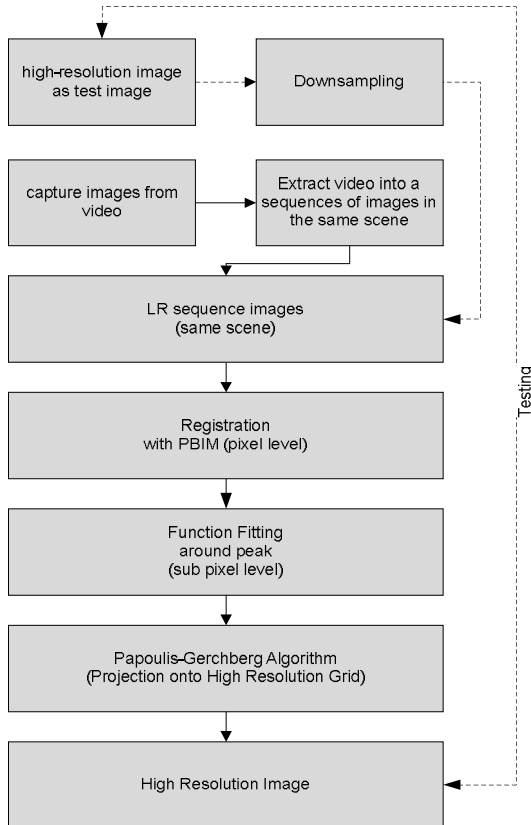 high-resolution image
as test image
Downsampling
capture images from
video
Extract video into a
sequences of images in
the same scene
LR sequence images
(same scene)
Registration
with PBIM (pixel level)
Function Fitting
around peak
(sub pixel level)
Papoulis-Gerchberg Algorithm
(Projection onto High Resolution Grid)
High Resolution Image
Testing